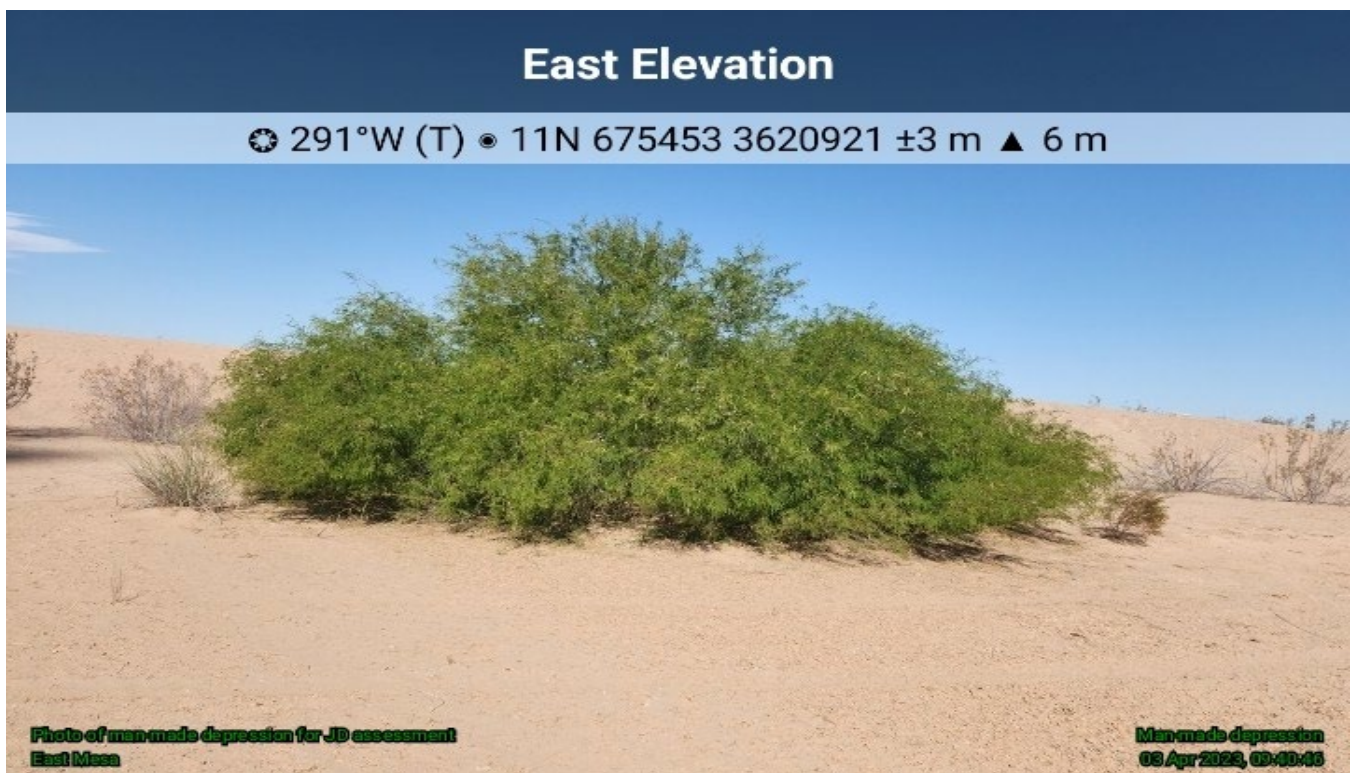 East Elevation
291°W (T) ◉ 11N 675453 3620921 ±3 m ▲ 6 m
Photo of man-made depression for JD assessment
East Mesa
Man-made depression
03 Apr 2023, 09:40:46